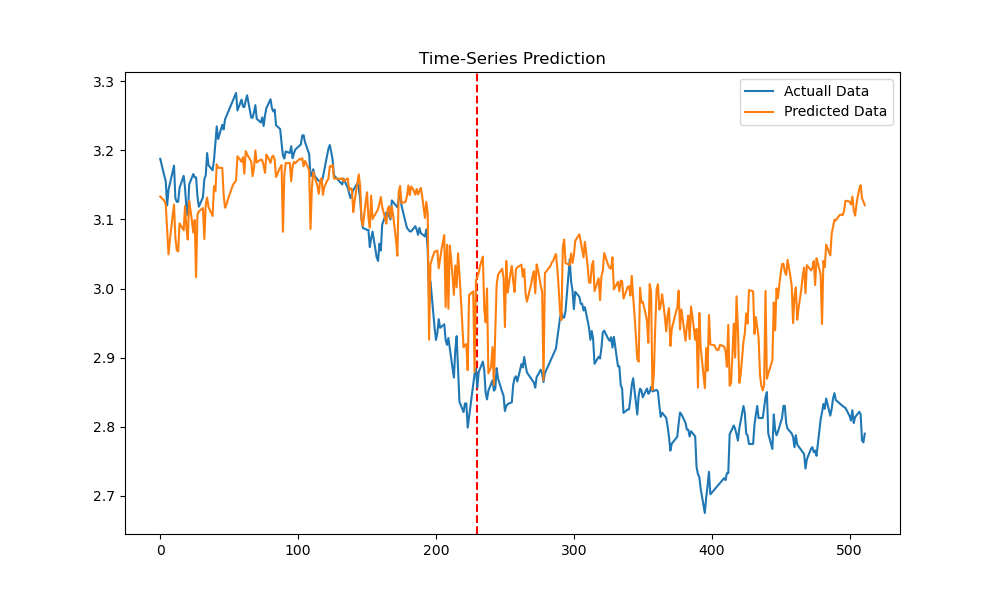 Time-Series Prediction
Actuall Data
Predicted Data
3.3
3.2
3.1
3.0
2.9
2.8
2.7
0 100 200 300 400 500